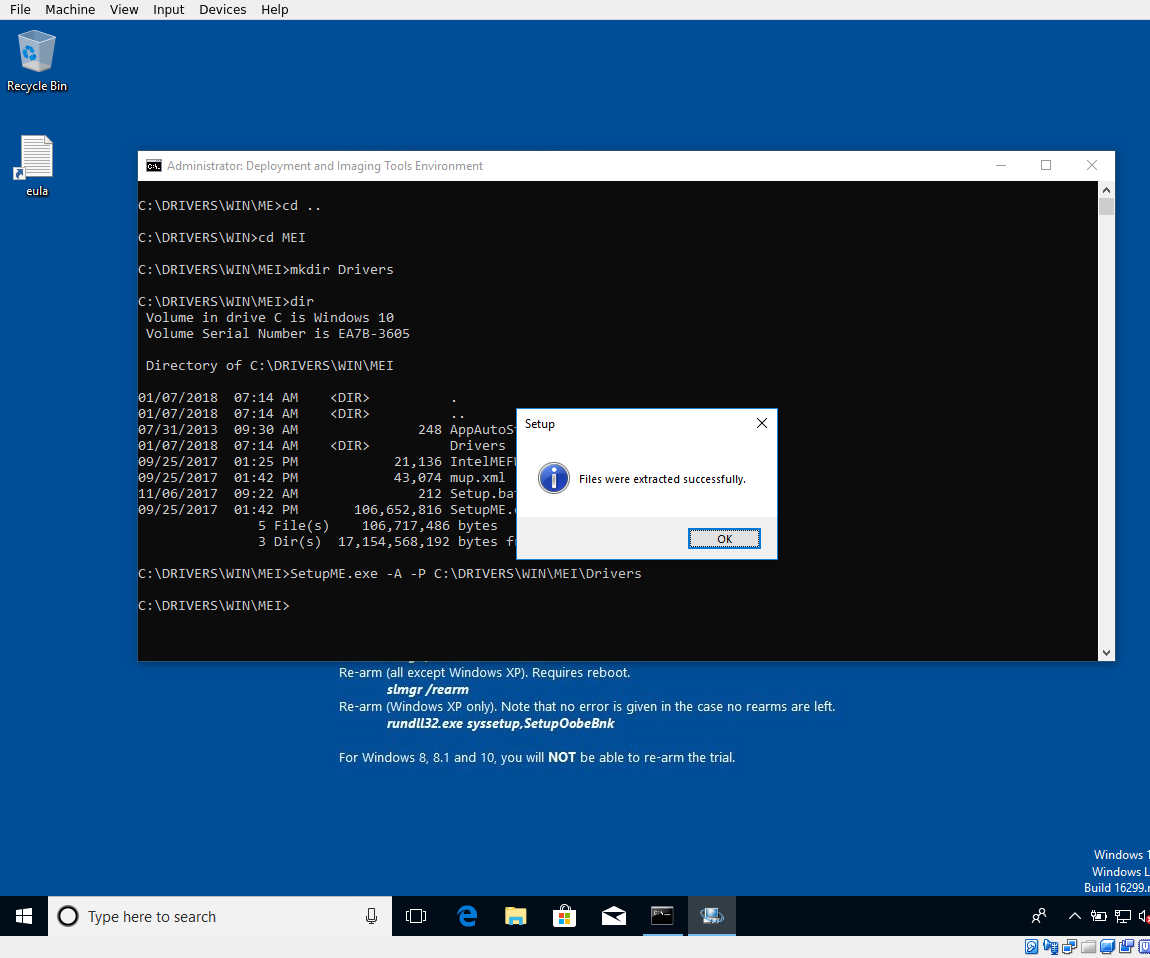 File Machine View Input Devices Help
Recycle Bin
eula
Administrator: Deployment and Imaging Tools Environment
C:\DRIVERS\WIN\ME>cd ..
C:\DRIVERS\WIN>cd MEI
C:\DRIVERS\WIN\MEI>mkdir Drivers
C:\DRIVERS\WIN\MEI>dir
Volume in drive C is Windows 10
Volume Serial Number is EA7B-3605
Directory of C:\DRIVERS\WIN\MEI
01/07/2018 07:14 AM <DIR> .
01/07/2018 07:14 AM <DIR> ..
07/31/2013 09:30 AM 248 AppAutoSt
01/07/2018 07:14 AM <DIR> Drivers
09/25/2017 01:25 PM 21,136 IntelMEFW
09/25/2017 01:42 PM 43,074 mup.xml
11/06/2017 09:22 AM 212 Setup.bat
09/25/2017 01:42 PM 106,652,816 SetupME.e
5 File(s) 106,717,486 bytes
3 Dir(s) 17,154,568,192 bytes fr
C:\DRIVERS\WIN\MEI>SetupME.exe -A -P C:\DRIVERS\WIN\MEI\Drivers
C:\DRIVERS\WIN\MEI>
Setup
Files were extracted successfully.
OK
Re-arm (all except Windows XP). Requires reboot.
slmgr /rearm
Re-arm (Windows XP only). Note that no error is given in the case no rearms are left.
rundll32.exe syssetup,SetupOobeBnk
For Windows 8, 8.1 and 10, you will NOT be able to re-arm the trial.
Windows 1
Windows L
Build 16299.r
Type here to search